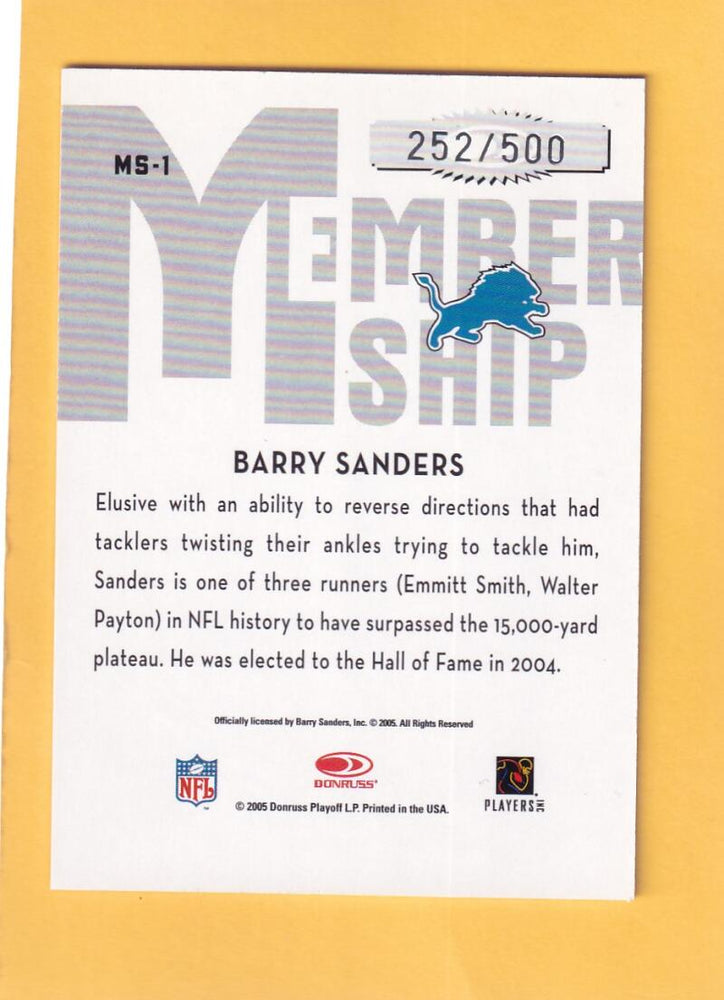 MS-1
252/500
MEMBER
SHIP
BARRY SANDERS
Elusive with an ability to reverse directions that had
tacklers twisting their ankles trying to tackle him,
Sanders is one of three runners (Emmitt Smith, Walter
Payton) in NFL history to have surpassed the 15,000-yard
plateau. He was elected to the Hall of Fame in 2004.
Officially licensed by Barry Sanders, Inc. © 2005. All Rights Reserved
NFL
DONRUSS
PLAYERS INC
© 2005 Donruss Playoff L.P. Printed in the USA.